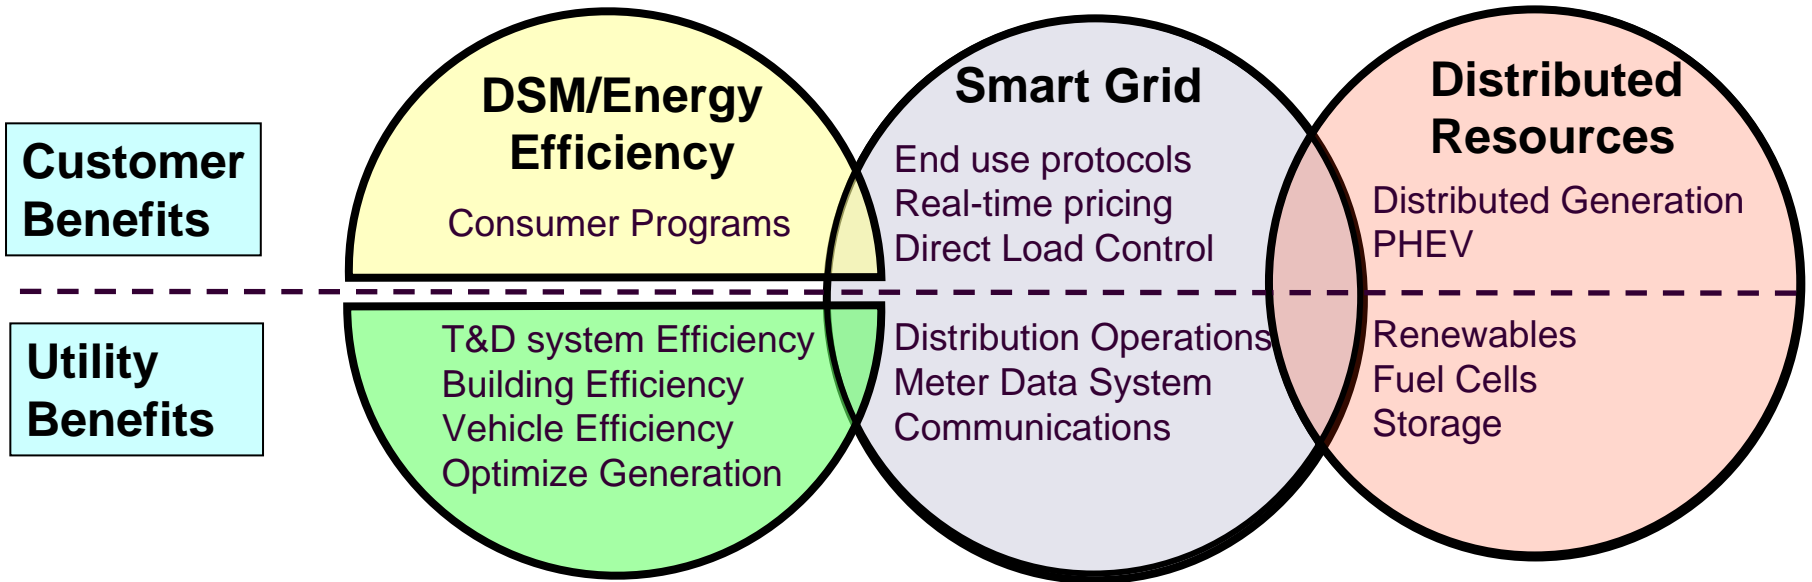 Customer
Benefits
DSM/Energy
Efficiency
Consumer Programs
Smart Grid
End use protocols
Real-time pricing
Direct Load Control
Distributed
Resources
Distributed Generation
PHEV
Utility
Benefits
T&D system Efficiency
Building Efficiency
Vehicle Efficiency
Optimize Generation
Distribution Operations
Meter Data System
Communications
Renewables
Fuel Cells
Storage